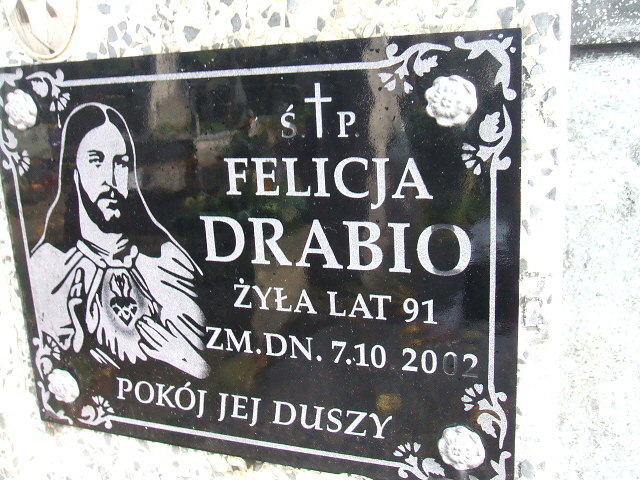 Ś † P.
FELICJA
DRABIO
ŻYŁA LAT 91
ZM.DN. 7.10 2002
POKÓJ JEJ DUSZY